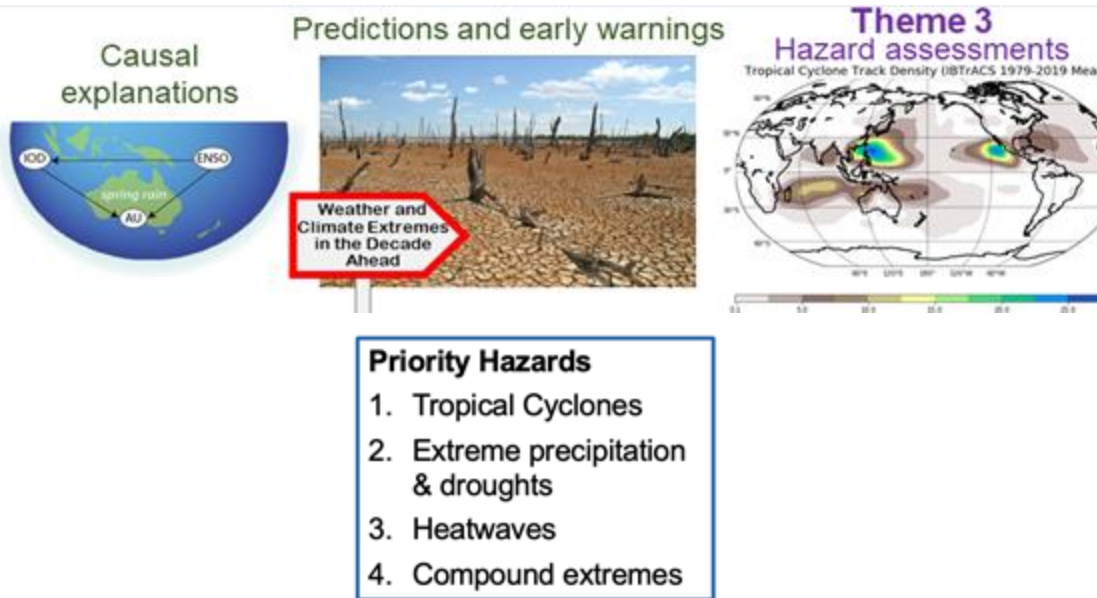 Causal
explanations
IOD
ENSO
spring rain
AU
Predictions and early warnings
Weather and
Climate Extremes
in the Decade
Ahead
Theme 3
Hazard assessments
Tropical Cyclone Track Density (IBTrACS 1979-2019 Mea
Priority Hazards
1. Tropical Cyclones
2. Extreme precipitation
& droughts
3. Heatwaves
4. Compound extremes